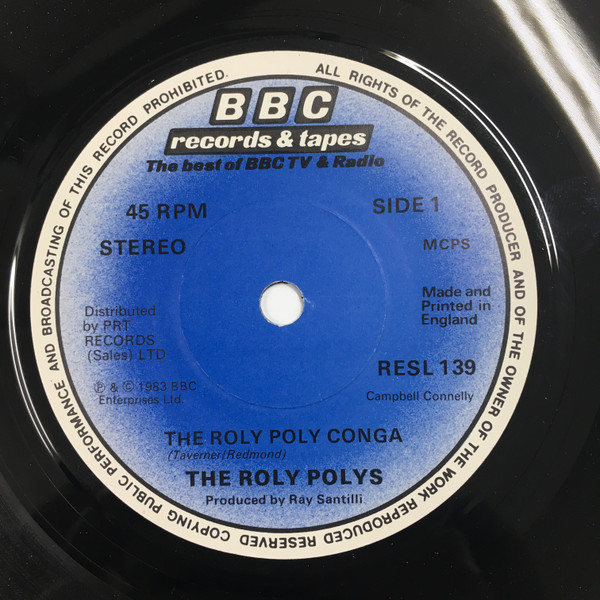 ALL RIGHTS OF THE RECORD PRODUCER AND OF THE OWNER OF THE WORK REPRODUCED RESERVED COPYING PUBLIC PERFORMANCE AND BROADCASTING OF THIS RECORD PROHIBITED.
BBC
records & tapes
The best of BBC TV & Radio
45 RPM
SIDE 1
STEREO
MCPS
Distributed
by PRT
RECORDS
(Sales) LTD
Made and
Printed in
England
RESL 139
℗ & © 1983 BBC
Enterprises Ltd.
Campbell Connelly
THE ROLY POLY CONGA
(Taverner/Redmond)
THE ROLY POLYS
Produced by Ray Santilli